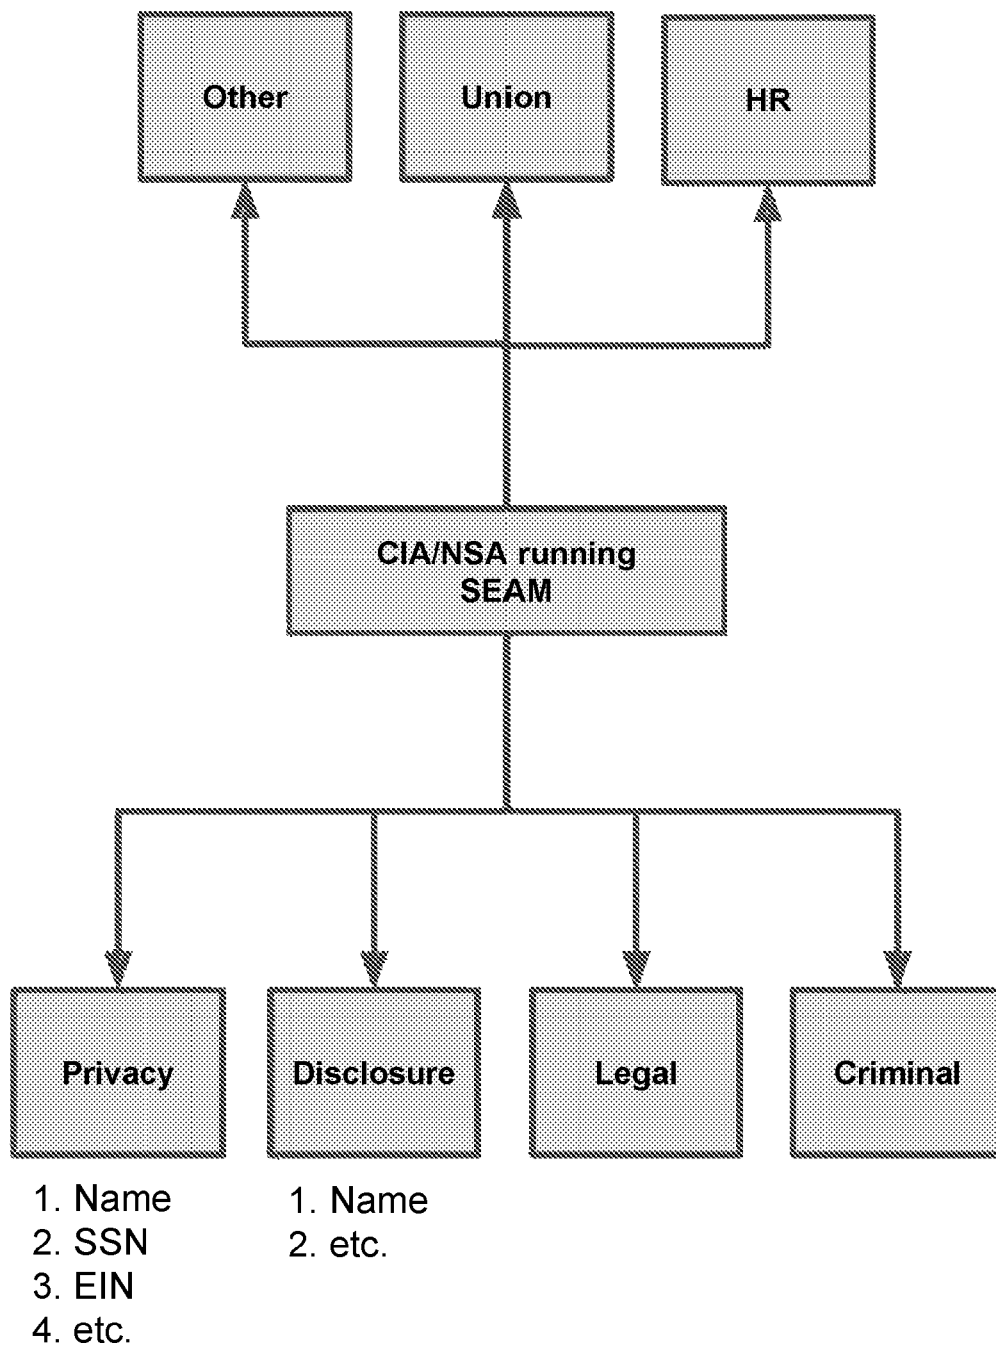 Other
Union
HR
CIA/NSA running
SEAM
Privacy
Disclosure
Legal
Criminal
1. Name
2. SSN
3. EIN
4. etc.
1. Name
2. etc.